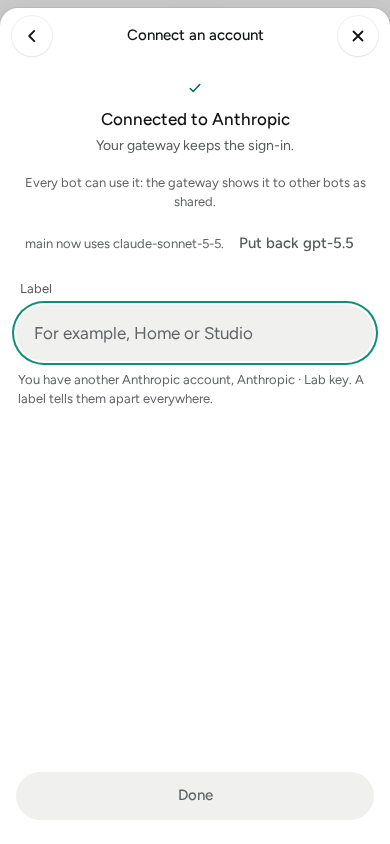 Connect an account
Connected to Anthropic
Your gateway keeps the sign-in.
Every bot can use it: the gateway shows it to other bots as
shared.
main now uses claude-sonnet-5-5. Put back gpt-5.5
Label
For example, Home or Studio
You have another Anthropic account, Anthropic · Lab key. A
label tells them apart everywhere.
Done